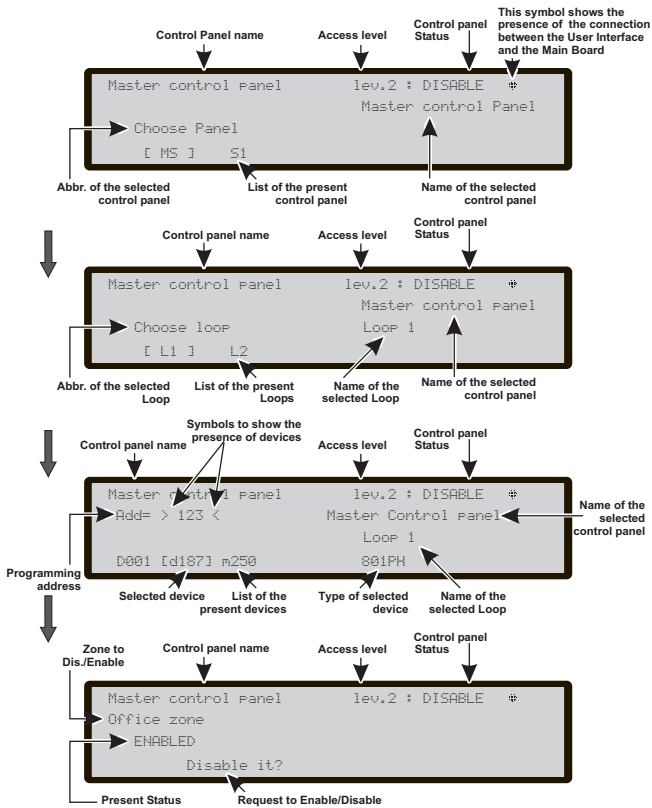 This symbol shows the
presence of the connection
between the User Interface
and the Main Board
Control panel
Status
Control Panel name
Access level
Master control panel lev.2 : DISABLE
Master control Panel
Choose Panel
[ MS ] S1
Abbr. of the selected
control panel
List of the present
control panel
Name of the selected
control panel
Control panel
Status
Control panel name
Access level
Master control panel lev.2 : DISABLE
Master control panel
Choose loop Loop 1
[ L1 ] L2
Abbr. of the selected
Loop
List of the present
Loops
Name of the
selected Loop
Name of the selected
control panel
Symbols to show the
presence of devices
Control panel name
Access level
Control panel
Status
Master control panel lev.2 : DISABLE
Add= > 123 < Master Control panel
Loop 1
D001 [d187] m250 801PH
Name of the
selected
control panel
Programming
address
Selected device
List of the
present devices
Type of selected
device
Name of the
selected Loop
Zone to
Dis./Enable
Control panel name
Access level
Control panel
Status
Master control panel lev.2 : DISABLE
Office zone
ENABLED
Disable it?
Present Status
Request to Enable/Disable